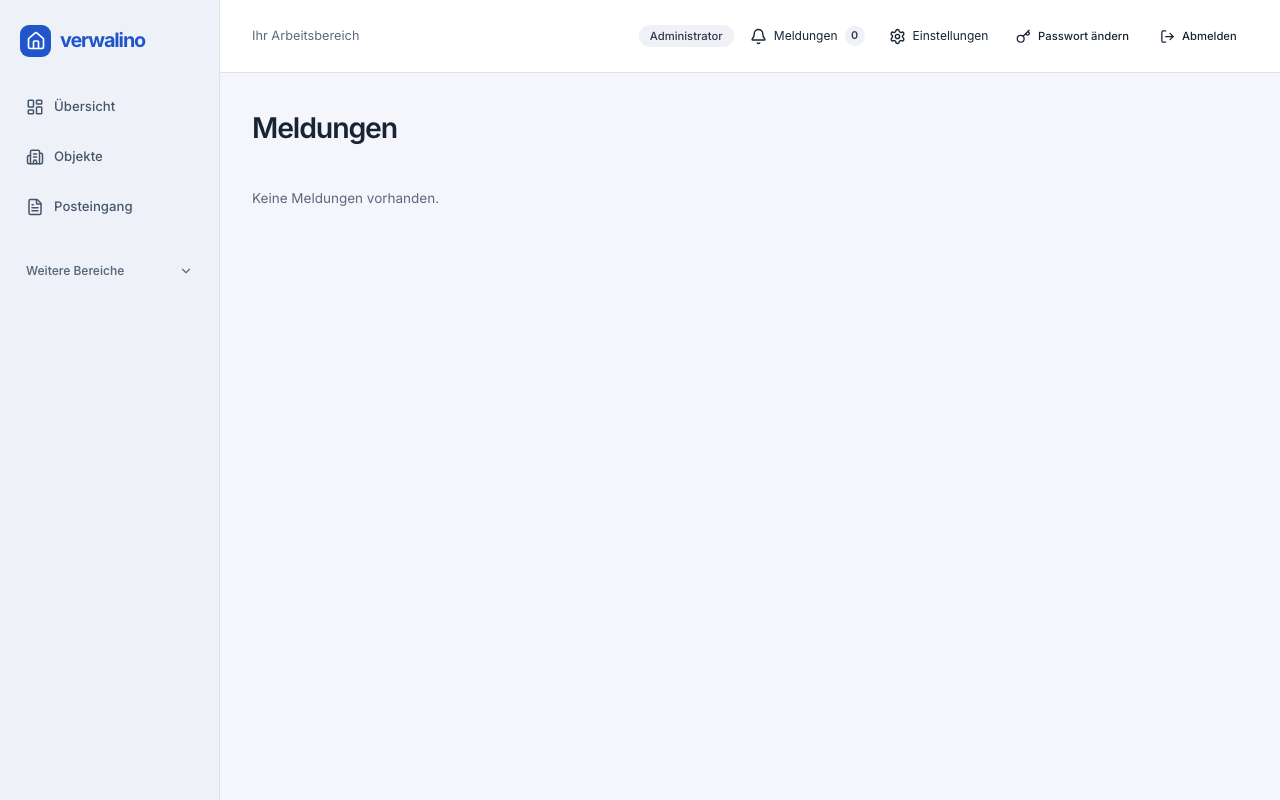 verwalino
Übersicht
Objekte
Posteingang
Weitere Bereiche
Ihr Arbeitsbereich
Administrator
Meldungen 0
Einstellungen
Passwort ändern
Abmelden
Meldungen
Keine Meldungen vorhanden.